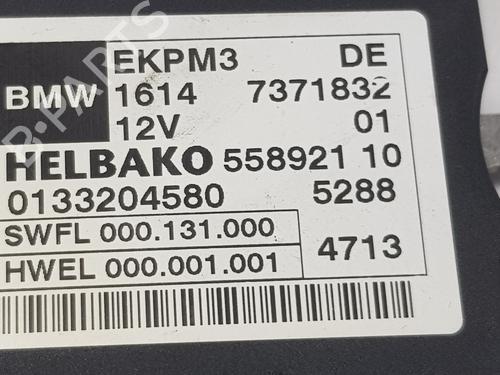 EKPM3 DE
BMW 1614 7371832
12V 01
HELBAKO 558921 10
0133204580 5288
SWFL 000.131.000
4713
HWEL 000.001.001
B-PARTS